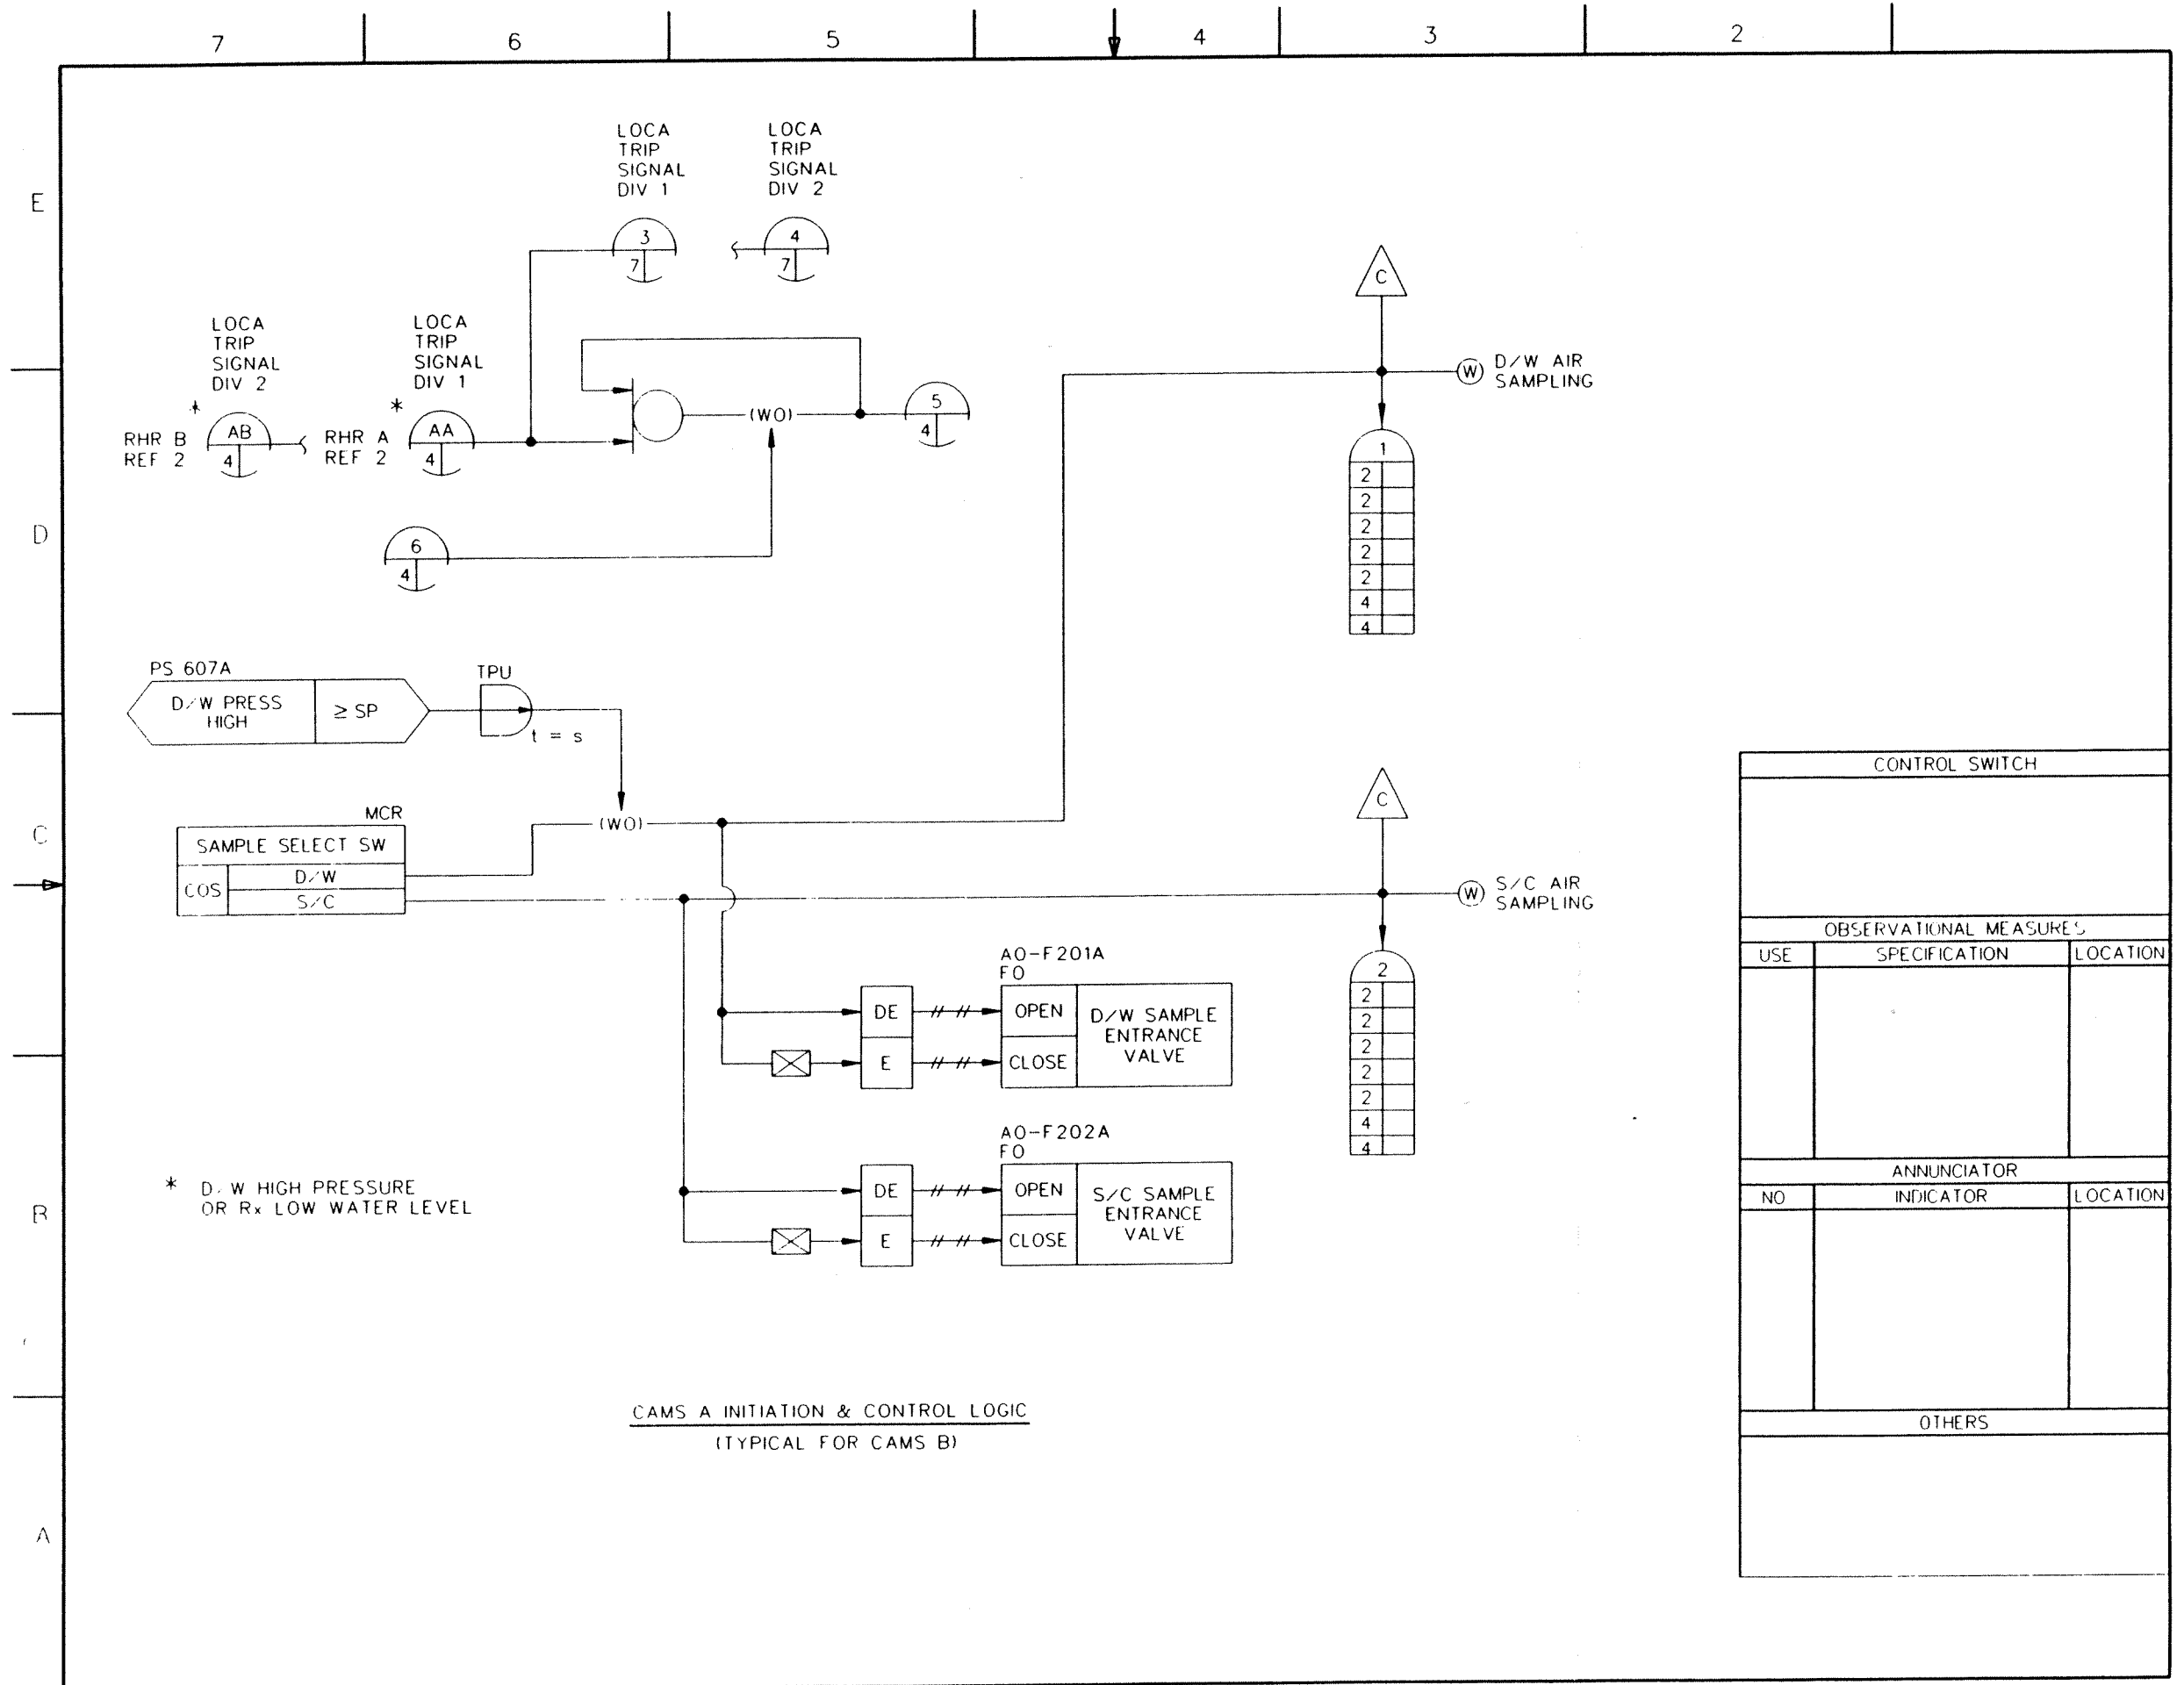 7 6 5 4 3 2
E
D
C
B
A
LOCA
TRIP
SIGNAL
DIV 1
3
7
LOCA
TRIP
SIGNAL
DIV 2
4
7
LOCA
TRIP
SIGNAL
DIV 2
*
RHR B
REF 2
AB
4
LOCA
TRIP
SIGNAL
DIV 1
*
RHR A
REF 2
AA
4
(WO)
5
4
6
4
C
W
D/W AIR
SAMPLING
1
2
2
2
2
2
4
4
PS 607A
D/W PRESS
HIGH
≥ SP
TPU
t = s
MCR
SAMPLE SELECT SW
COS
D/W
S/C
(WO)
C
W
S/C AIR
SAMPLING
2
2
2
2
2
2
4
4
AO-F201A
FO
DE
E
OPEN
CLOSE
D/W SAMPLE
ENTRANCE
VALVE
AO-F202A
FO
DE
E
OPEN
CLOSE
S/C SAMPLE
ENTRANCE
VALVE
* D/W HIGH PRESSURE
OR Rx LOW WATER LEVEL
CAMS A INITIATION & CONTROL LOGIC
(TYPICAL FOR CAMS B)
CONTROL SWITCH
OBSERVATIONAL MEASURES
USE SPECIFICATION LOCATION
ANNUNCIATOR
NO INDICATOR LOCATION
OTHERS